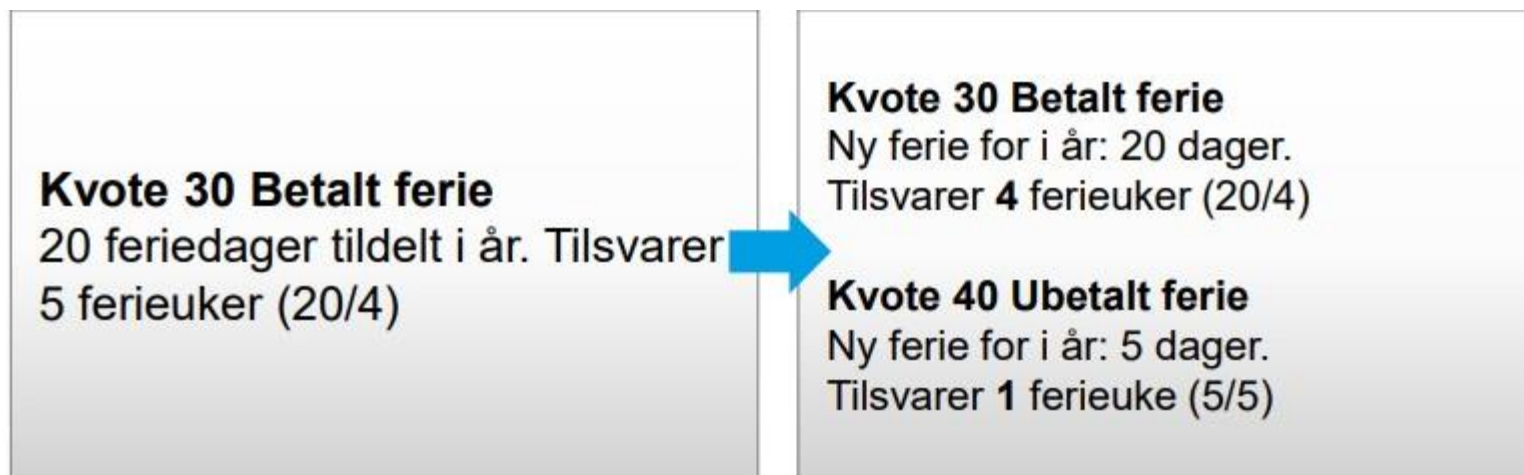 Kvote 30 Betalt ferie
20 feriedager tildelt i år. Tilsvarer
5 ferieuker (20/4)
Kvote 30 Betalt ferie
Ny ferie for i år: 20 dager.
Tilsvarer 4 ferieuker (20/4)
Kvote 40 Ubetalt ferie
Ny ferie for i år: 5 dager.
Tilsvarer 1 ferieuke (5/5)